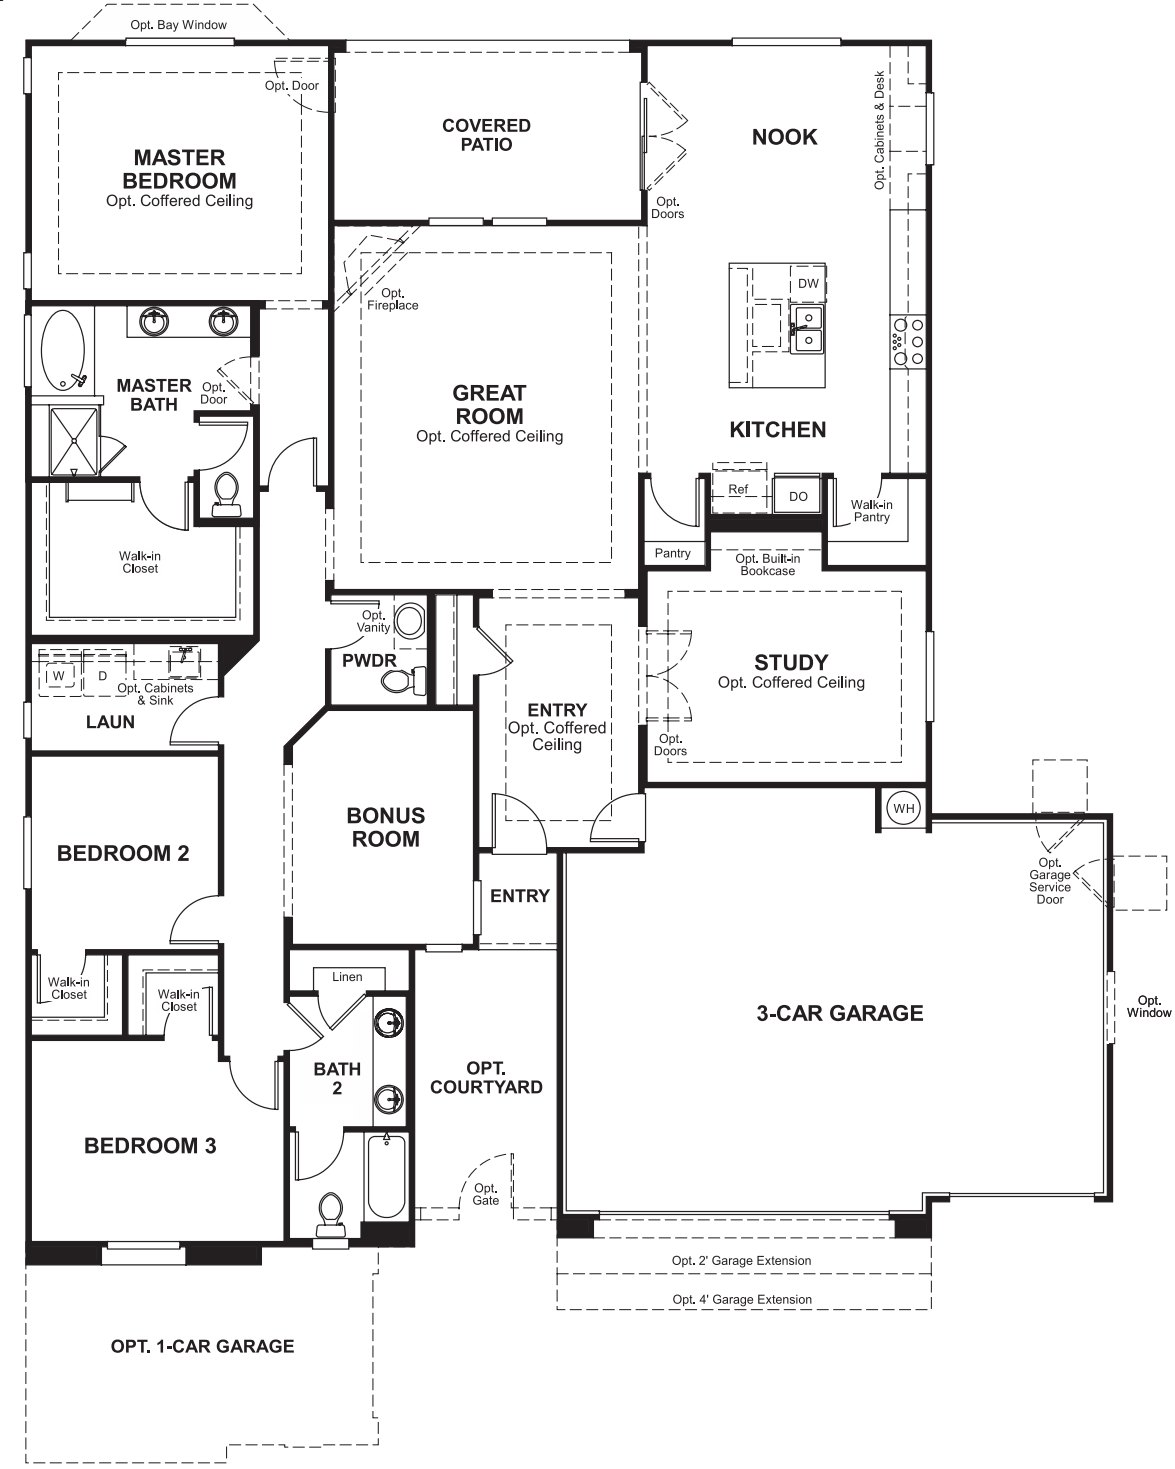 Opt. Bay Window
Opt. Door
MASTER
BEDROOM
Opt. Coffered Ceiling
COVERED
PATIO
NOOK
Opt. Cabinets & Desk
Opt.
Doors
Opt.
Fireplace
DW
MASTER
BATH
Opt.
Door
GREAT
ROOM
Opt. Coffered Ceiling
KITCHEN
Ref
DO
Walk-in
Pantry
Pantry
Opt. Built-in
Bookcase
Walk-in
Closet
Opt.
Vanity
PWDR
W
D
Opt. Cabinets
& Sink
LAUN
ENTRY
Opt. Coffered
Ceiling
STUDY
Opt. Coffered Ceiling
Opt.
Doors
BONUS
ROOM
WH
BEDROOM 2
ENTRY
Opt.
Garage
Service
Door
Walk-in
Closet
Walk-in
Closet
Linen
3-CAR GARAGE
Opt.
Window
BATH
2
OPT.
COURTYARD
BEDROOM 3
Opt.
Gate
Opt. 2' Garage Extension
Opt. 4' Garage Extension
OPT. 1-CAR GARAGE